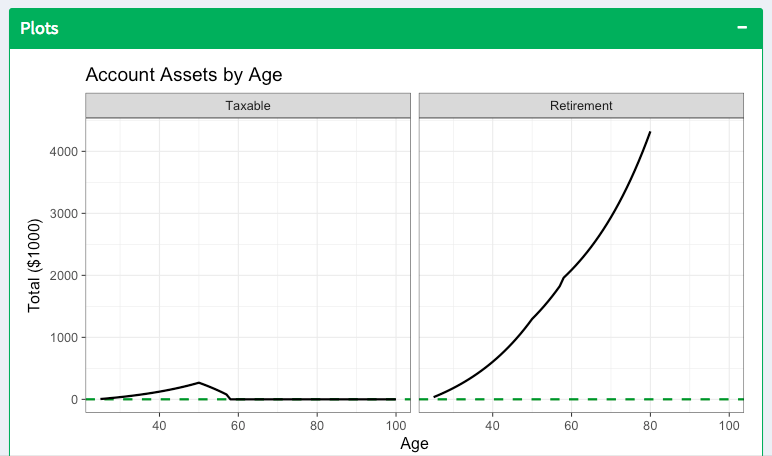 Plots
−
Account Assets by Age
Taxable
Retirement
Total ($1000)
4000
3000
2000
1000
0
40
60
80
100
40
60
80
100
Age